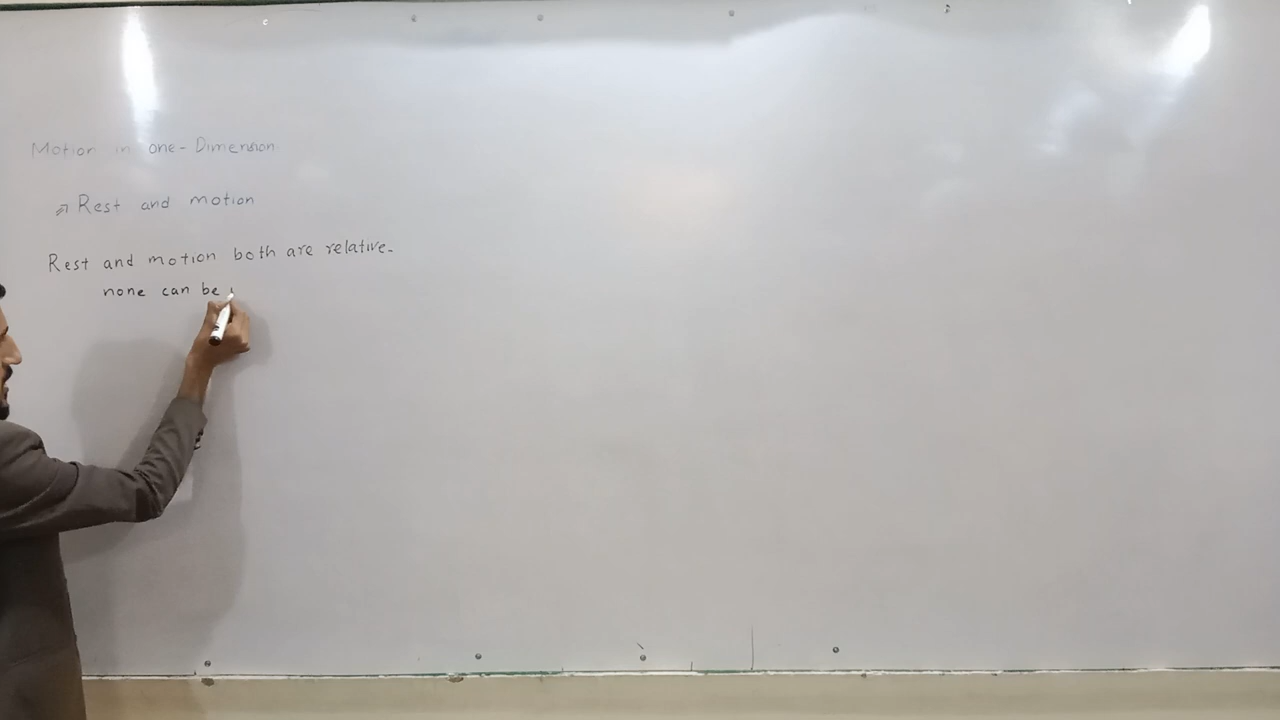 Motion in one-Dimension
⇒ Rest and motion
Rest and motion both are relative-
none can be